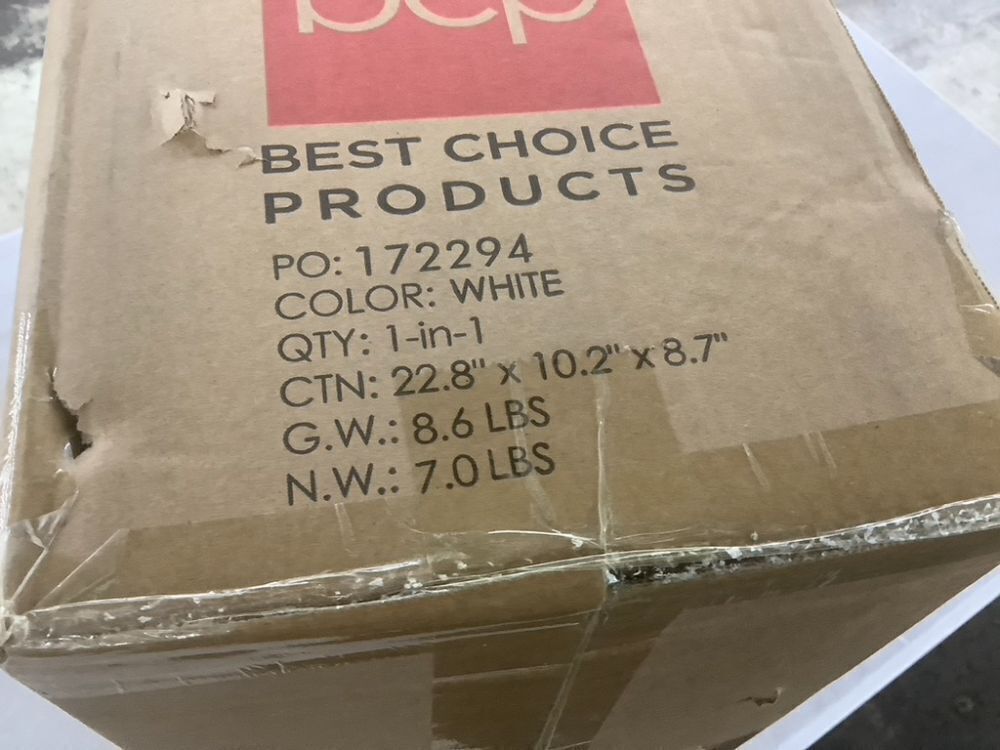 bcp
BEST CHOICE
PRODUCTS
PO: 172294
COLOR: WHITE
QTY: 1-in-1
CTN: 22.8" x 10.2" x 8.7"
G.W.: 8.6 LBS
N.W.: 7.0 LBS